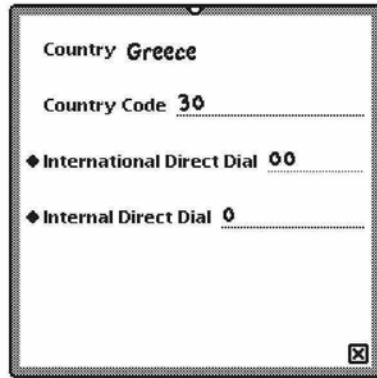 Country Greece
Country Code 30
◆International Direct Dial 00
◆Internal Direct Dial 0